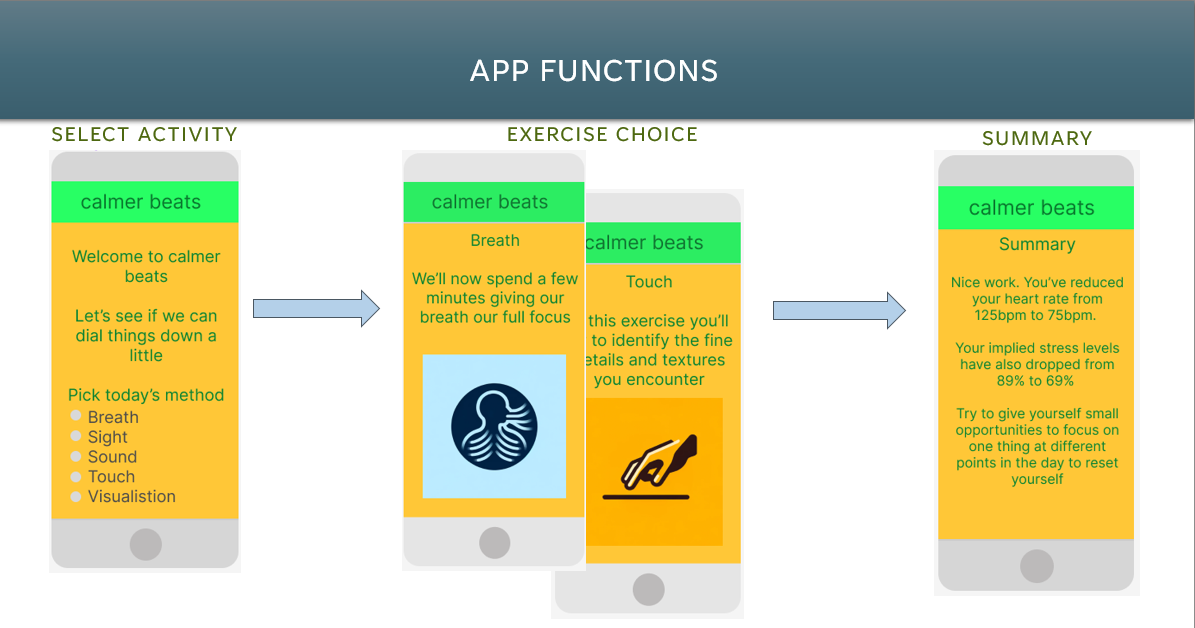 APP FUNCTIONS
SELECT ACTIVITY
calmer beats
Welcome to calmer
beats
Let's see if we can
dial things down a
little
Pick today's method
Breath
Sight
Sound
Touch
Visualistion
EXERCISE CHOICE
calmer beats
Breath
We'll now spend a few
minutes giving our
breath our full focus
calmer beats
Touch
this exercise you'll
to identify the fine
etails and textures
you encounter
SUMMARY
calmer beats
Summary
Nice work. You've reduced
your heart rate from
125bpm to 75bpm.
Your implied stress levels
have also dropped from
89% to 69%
Try to give yourself small
opportunities to focus on
one thing at different
points in the day to reset
yourself